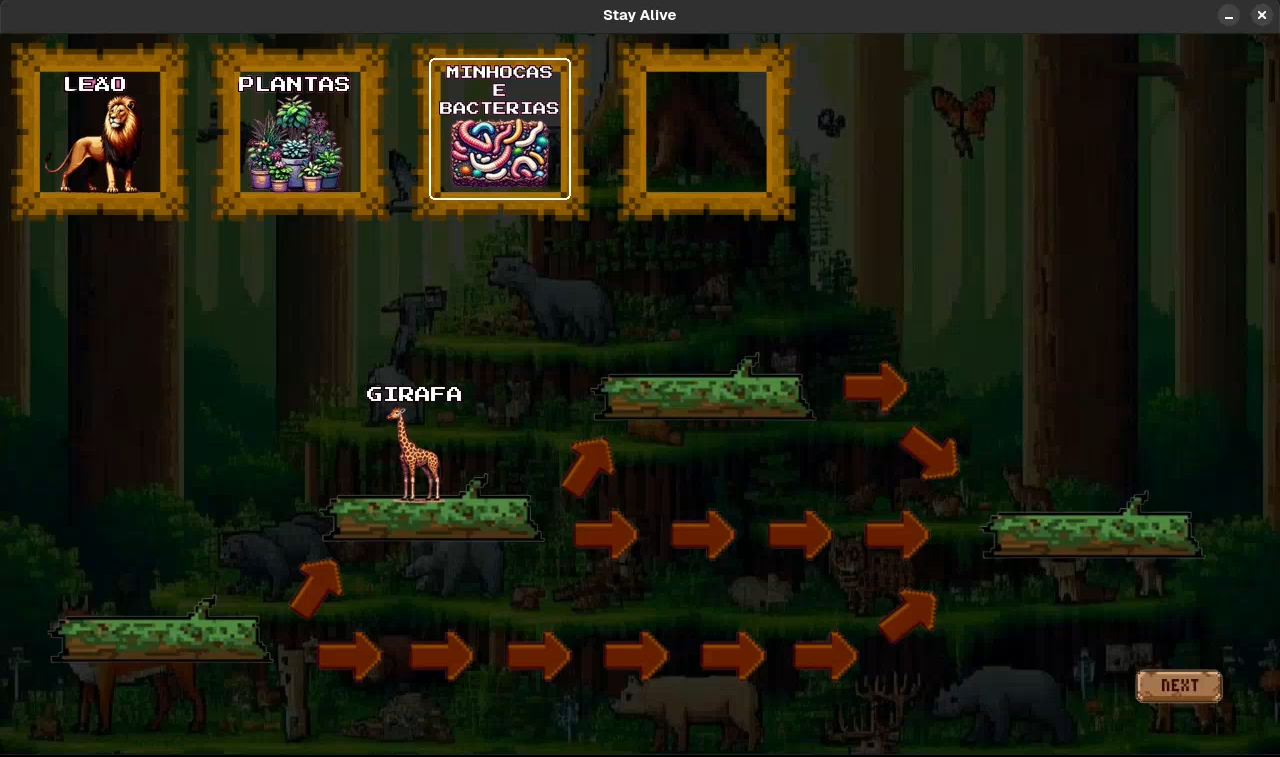 Stay Alive
LEÃO
PLANTAS
MINHOCAS
E
BACTERIAS
GIRAFA
NEXT